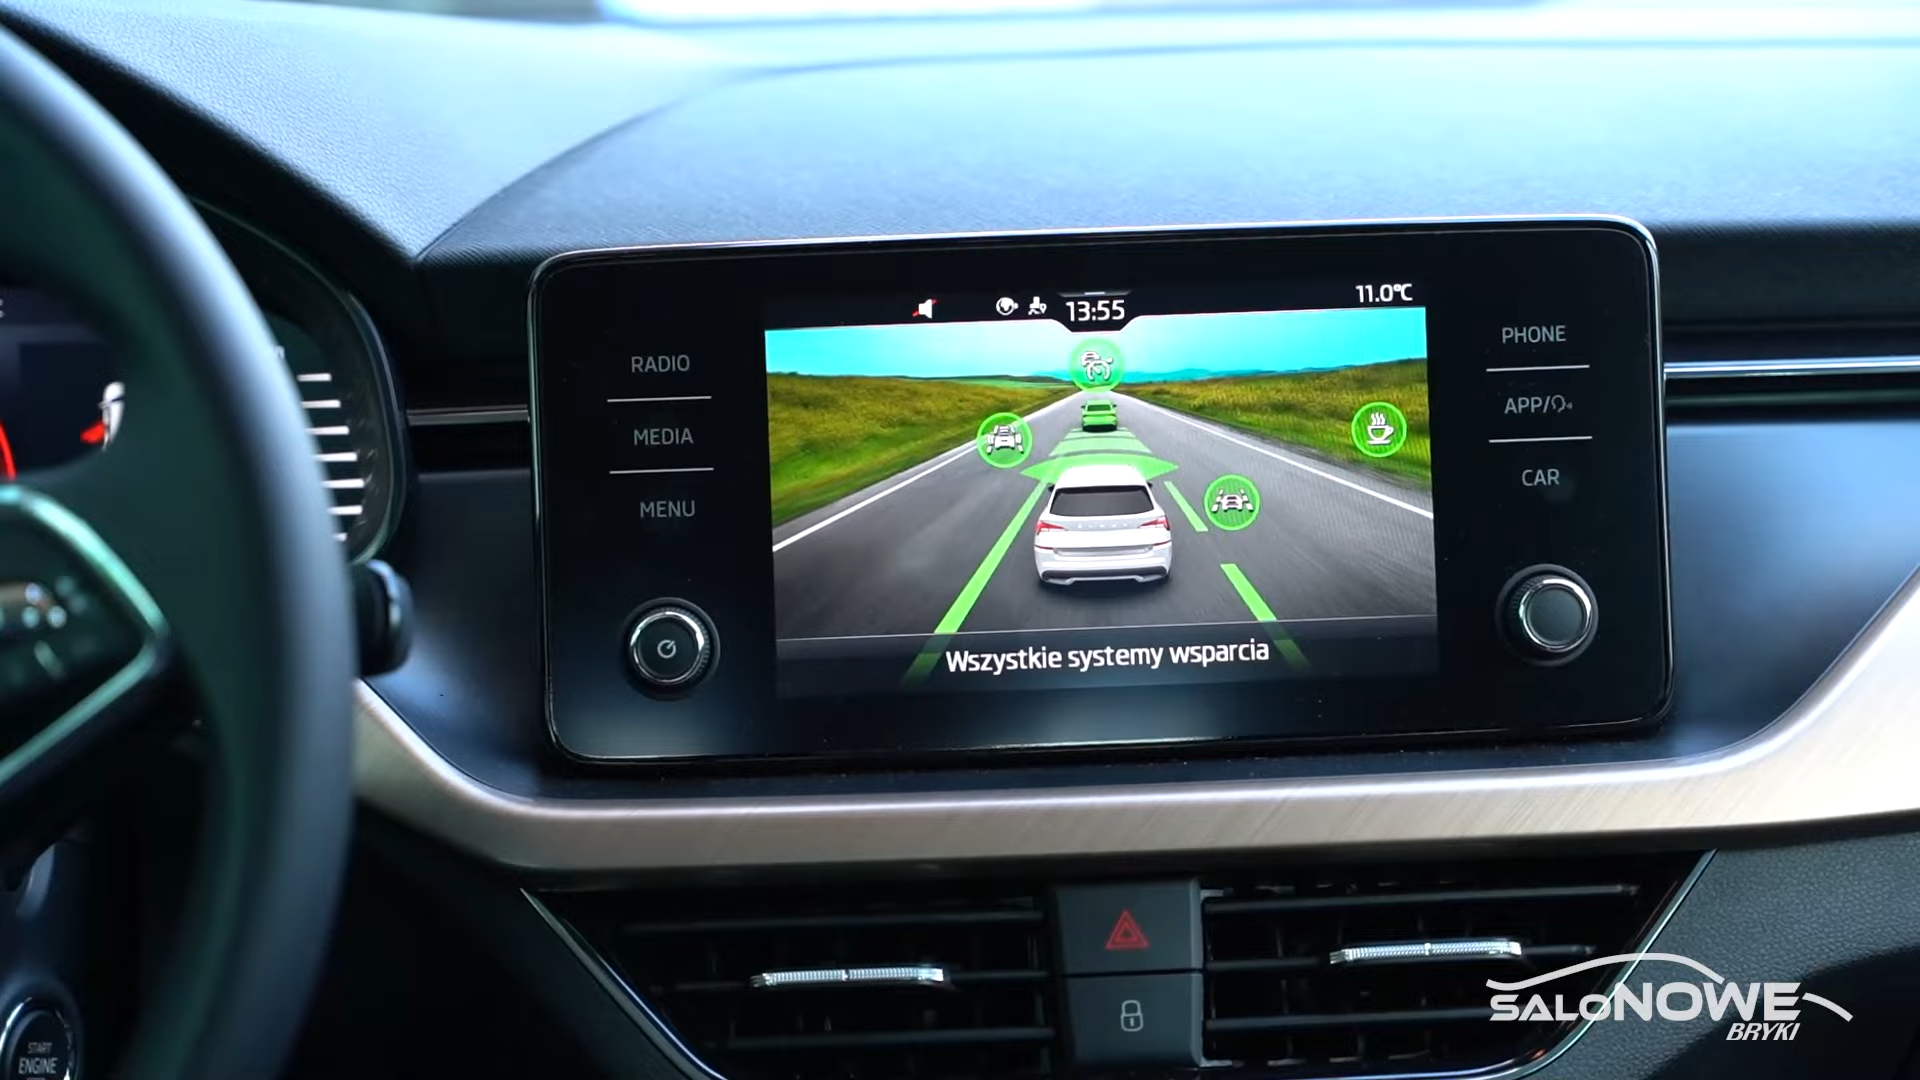 13:55
11.0°C
RADIO
MEDIA
MENU
PHONE
APP/
CAR
Wszystkie systemy wsparcia
START
ENGINE
SALONOWE
BRYKI